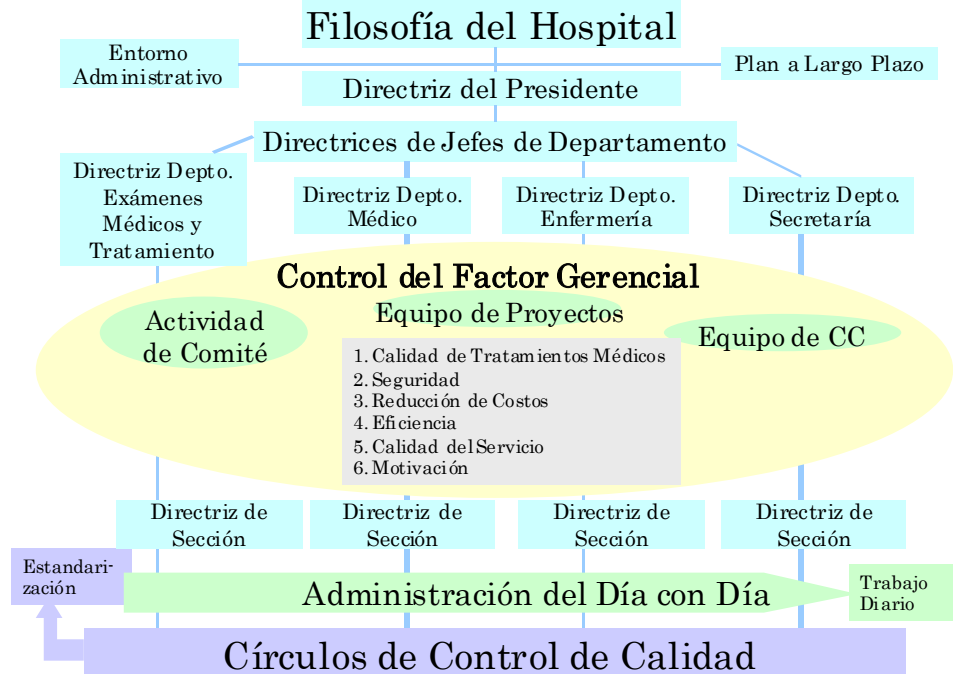 Filosofía del Hospital
Entorno
Administrativo
Plan a Largo Plazo
Directriz del Presidente
Directrices de Jefes de Departamento
Directriz Depto.
Exámenes
Médicos y
Tratamiento
Directriz Depto.
Médico
Directriz Depto.
Enfermería
Directriz Depto.
Secretaría
Control del Factor Gerencial
Actividad
de Comité
Equipo de Proyectos
Equipo de CC
1. Calidad de Tratamientos Médicos
2. Seguridad
3. Reducción de Costos
4. Eficiencia
5. Calidad del Servicio
6. Motivación
Directriz de
Sección
Directriz de
Sección
Directriz de
Sección
Directriz de
Sección
Estandari-
zación
Administración del Día con Día
Trabajo
Diario
Círculos de Control de Calidad